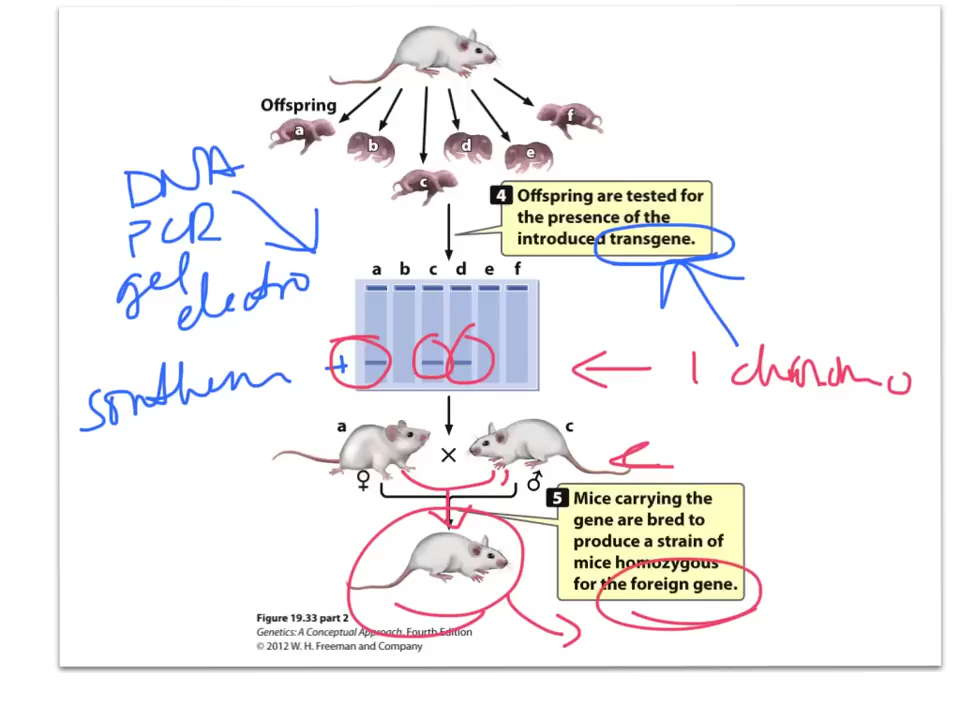 Offspring
a
b
c
d
e
f
DNA
PCR
gel
electro
southern
+
4 Offspring are tested for
the presence of the
introduced transgene.
a b c d e f
1 chromo
a
×
c
♀
♂
5 Mice carrying the
gene are bred to
produce a strain of
mice homozygous
for the foreign gene.
Figure 19.33 part 2
Genetics: A Conceptual Approach, Fourth Edition
© 2012 W. H. Freeman and Company